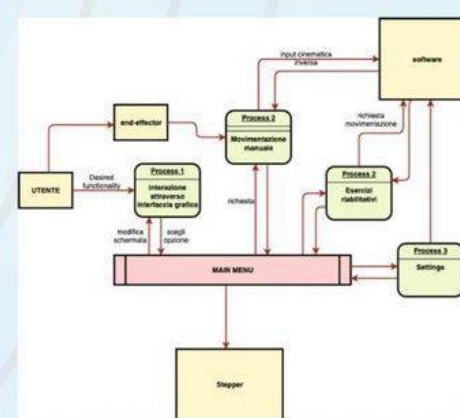 input cinematica
inversa
software
Process 2
Movimentazione
manuale
end-effector
richiesta
movimentazione
UTENTE
Desired
functionality
Process 1
Interazione
attraverso
interfaccia grafica
richiesta
Process 2
Esercizi
riabilitativi
modifica
schermata
scegli
opzione
Process 3
Settings
MAIN MENU
Stepper